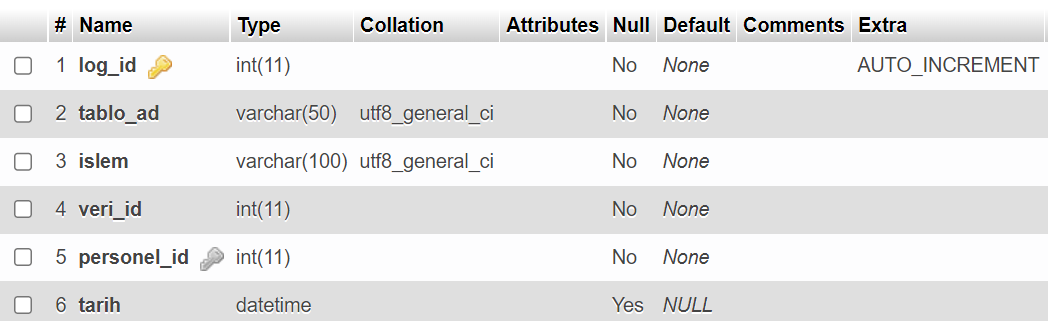 # Name Type Collation Attributes Null Default Comments Extra
1 log_id int(11) No None AUTO_INCREMENT
2 tablo_ad varchar(50) utf8_general_ci No None
3 islem varchar(100) utf8_general_ci No None
4 veri_id int(11) No None
5 personel_id int(11) No None
6 tarih datetime Yes NULL